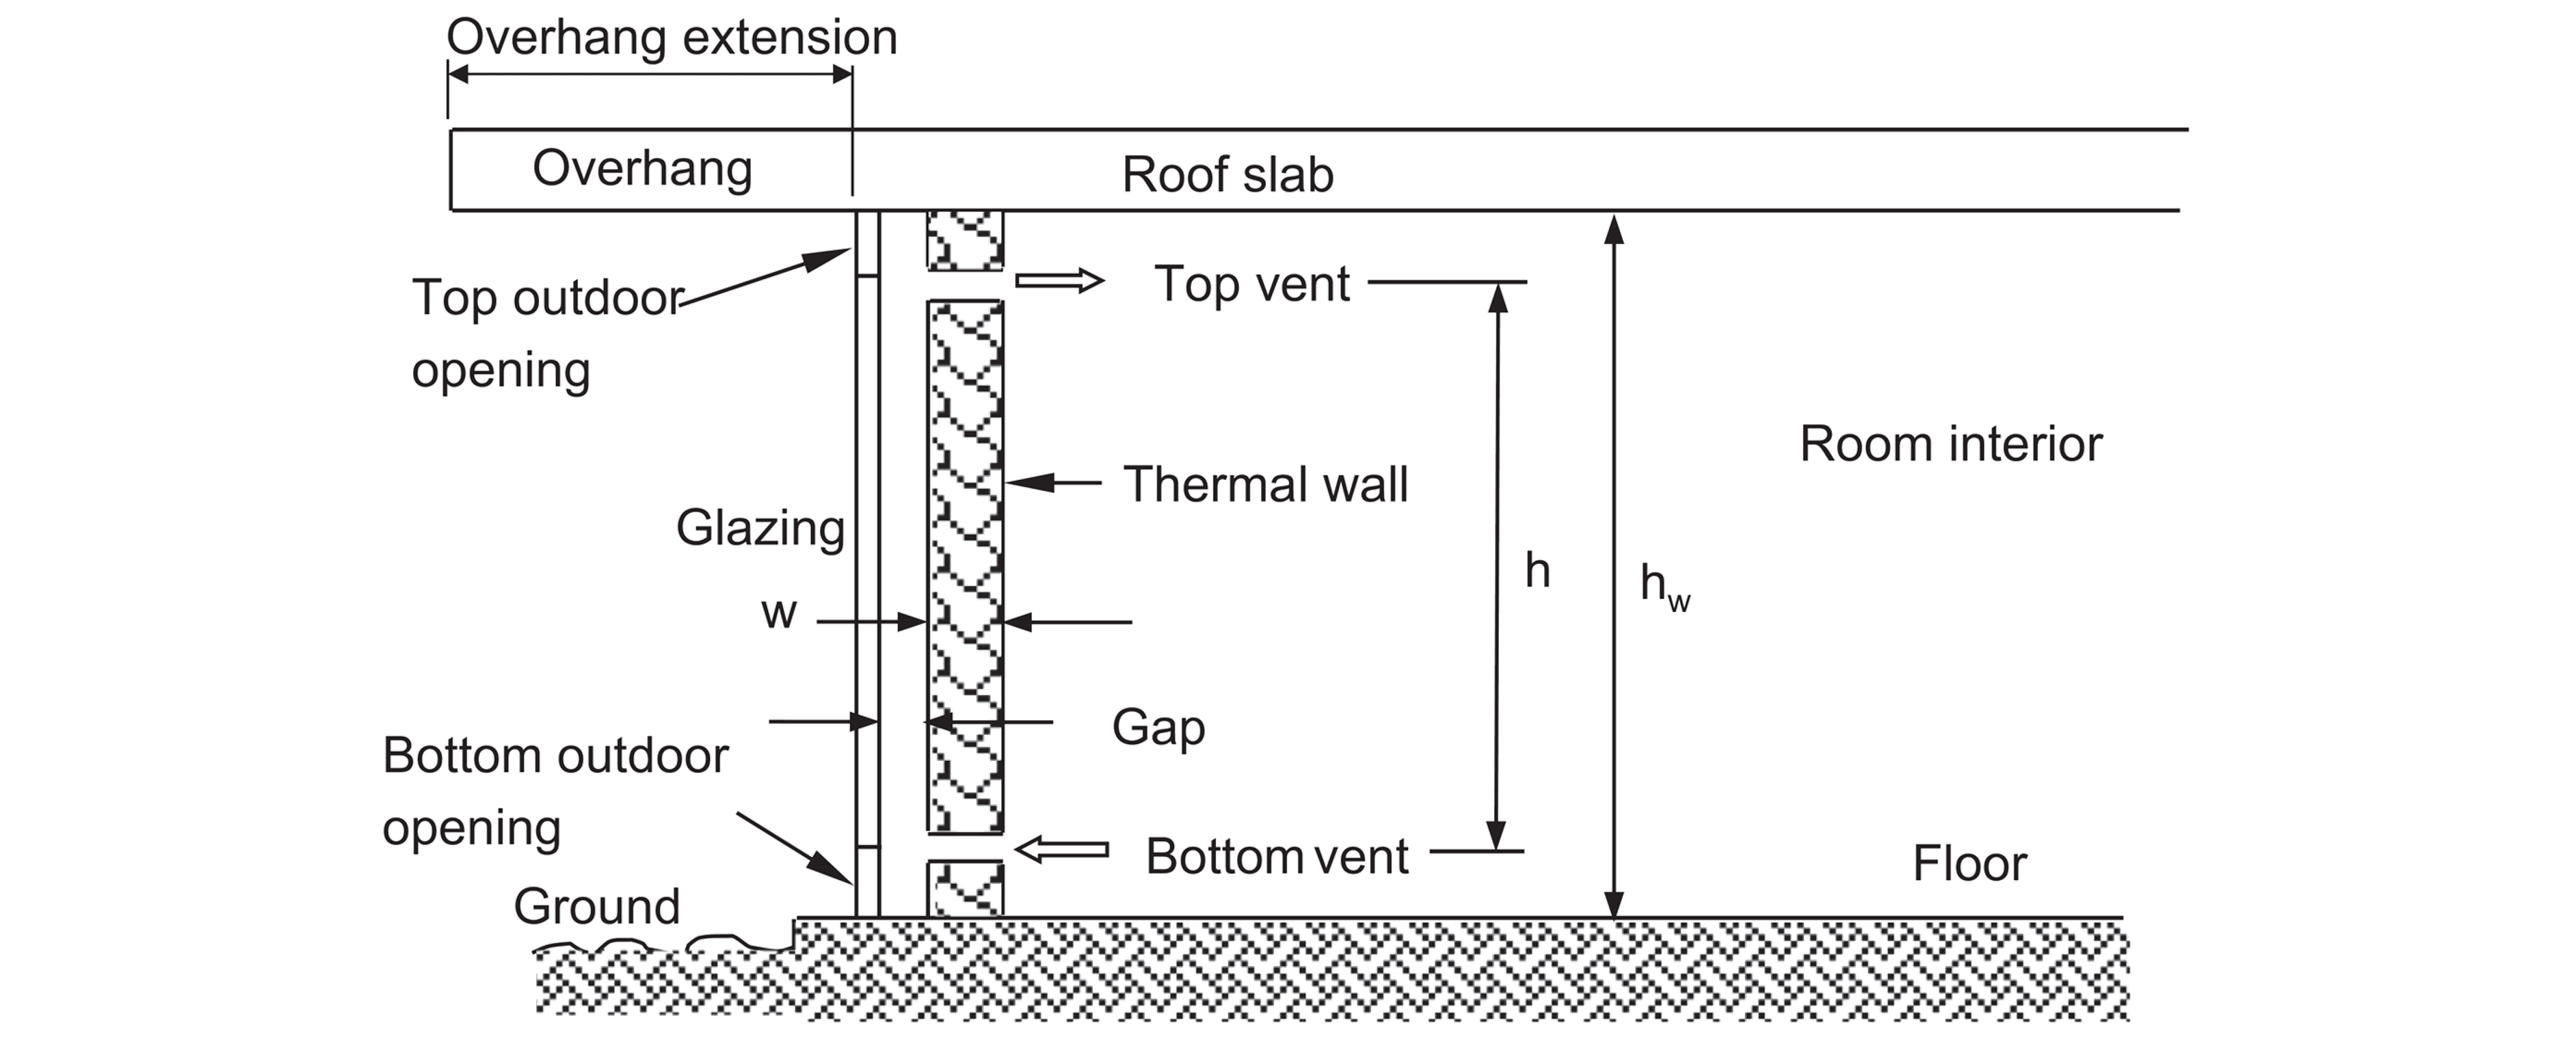 Overhang extension
Overhang
Roof slab
Top outdoor
opening
Top vent
Room interior
Thermal wall
Glazing
h
hw
w
Gap
Bottom outdoor
opening
Bottom vent
Floor
Ground